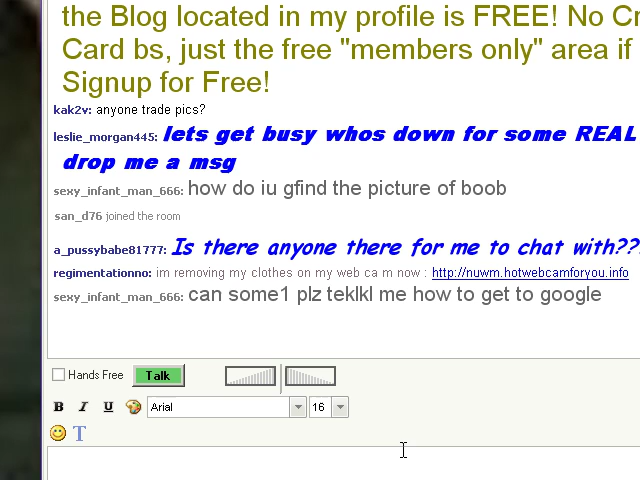 the Blog located in my profile is FREE! No Cr
Card bs, just the free "members only" area if
Signup for Free!
kak2v: anyone trade pics?
leslie_morgan445: lets get busy whos down for some REAL
drop me a msg
sexy_infant_man_666: how do iu gfind the picture of boob
san_d76 joined the room
a_pussybabe81777: Is there anyone there for me to chat with??
regimentationno: im removing my clothes on my web ca m now : http://nuwm.hotwebcamforyou.info
sexy_infant_man_666: can some1 plz teklkl me how to get to google
Hands Free Talk
B I U Arial 16
T